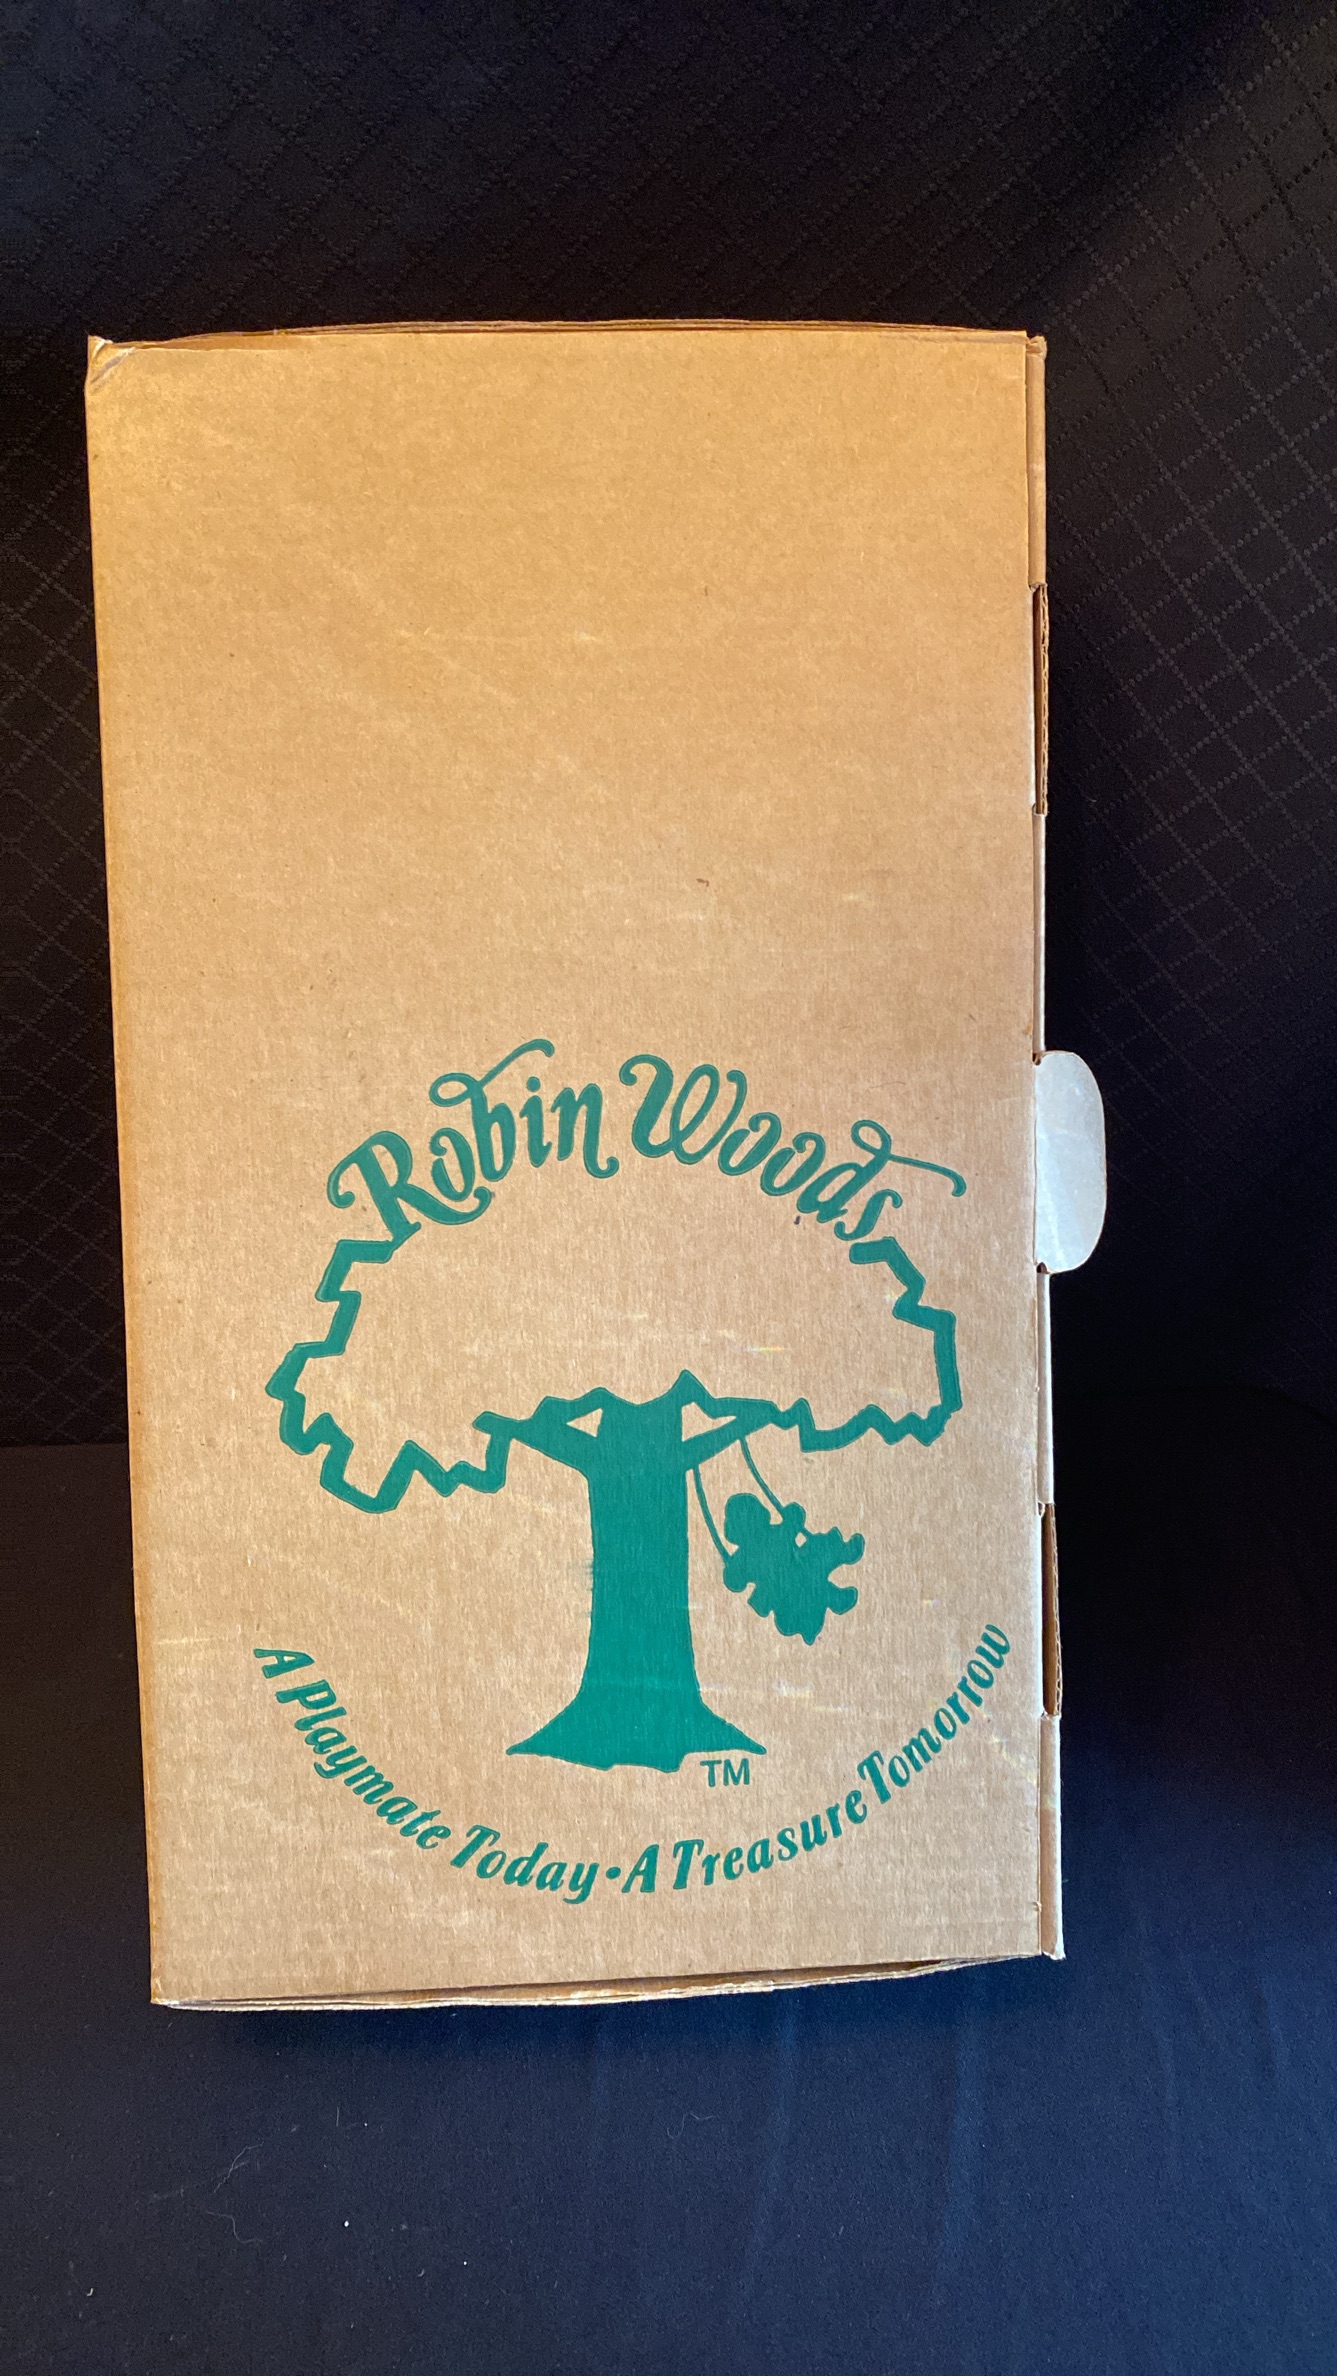 Robin Woods
TM
A Playmate Today • A Treasure Tomorrow